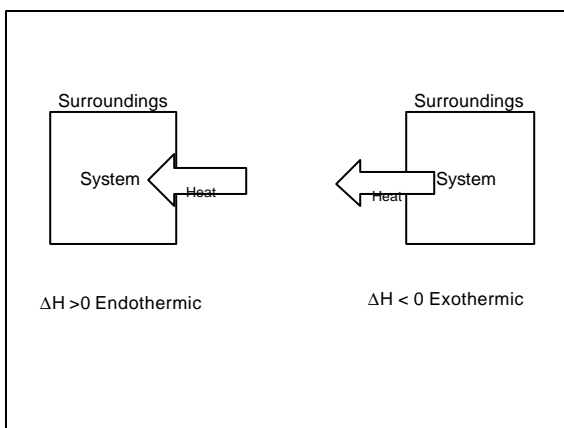 Surroundings
System
Heat
ΔH >0 Endothermic
Surroundings
System
Heat
ΔH < 0 Exothermic